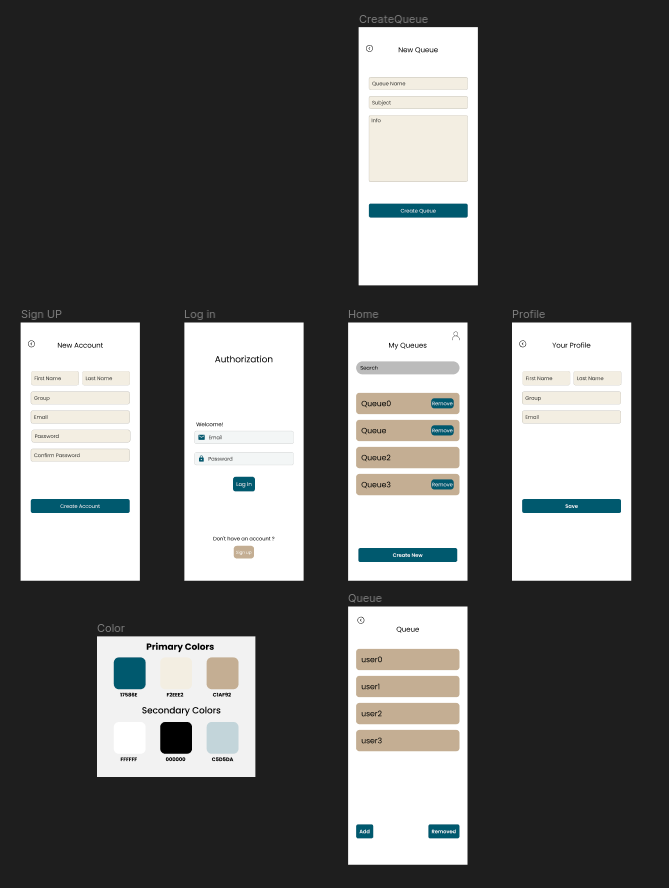 CreateQueue
New Queue
Queue Name
Subject
Info
Create Queue
Sign UP
New Account
First Name
Last Name
Group
Email
Password
Confirm Password
Create Account
Log in
Authorization
Welcome!
Email
Password
Log In
Don't have an account ?
Sign up
Home
My Queues
Search
Queue0
Remove
Queue
Remove
Queue2
Queue3
Remove
Create New
Profile
Your Profile
First Name
Last Name
Group
Email
Save
Color
Primary Colors
17586E
F2EEE2
C1AF92
Secondary Colors
FFFFFF
000000
C5D5DA
Queue
Queue
user0
user1
user2
user3
Add
Removed